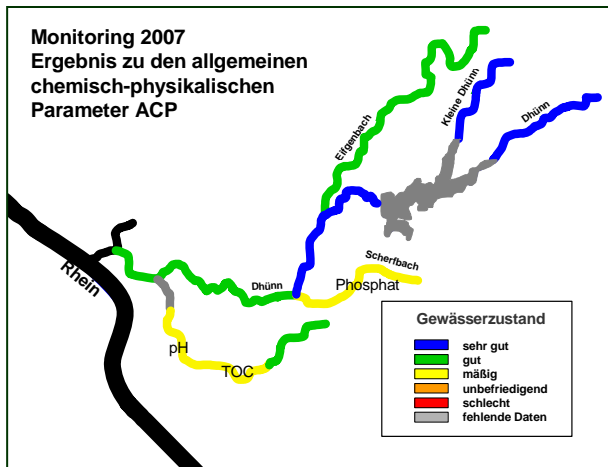 Monitoring 2007
Ergebnis zu den allgemeinen
chemisch-physikalischen
Parameter ACP
Eifgenbach
Kleine Dhünn
Dhünn
Rhein
Dhünn
Scherfbach
Phosphat
pH
TOC
Gewässerzustand
sehr gut
gut
mäßig
unbefriedigend
schlecht
fehlende Daten